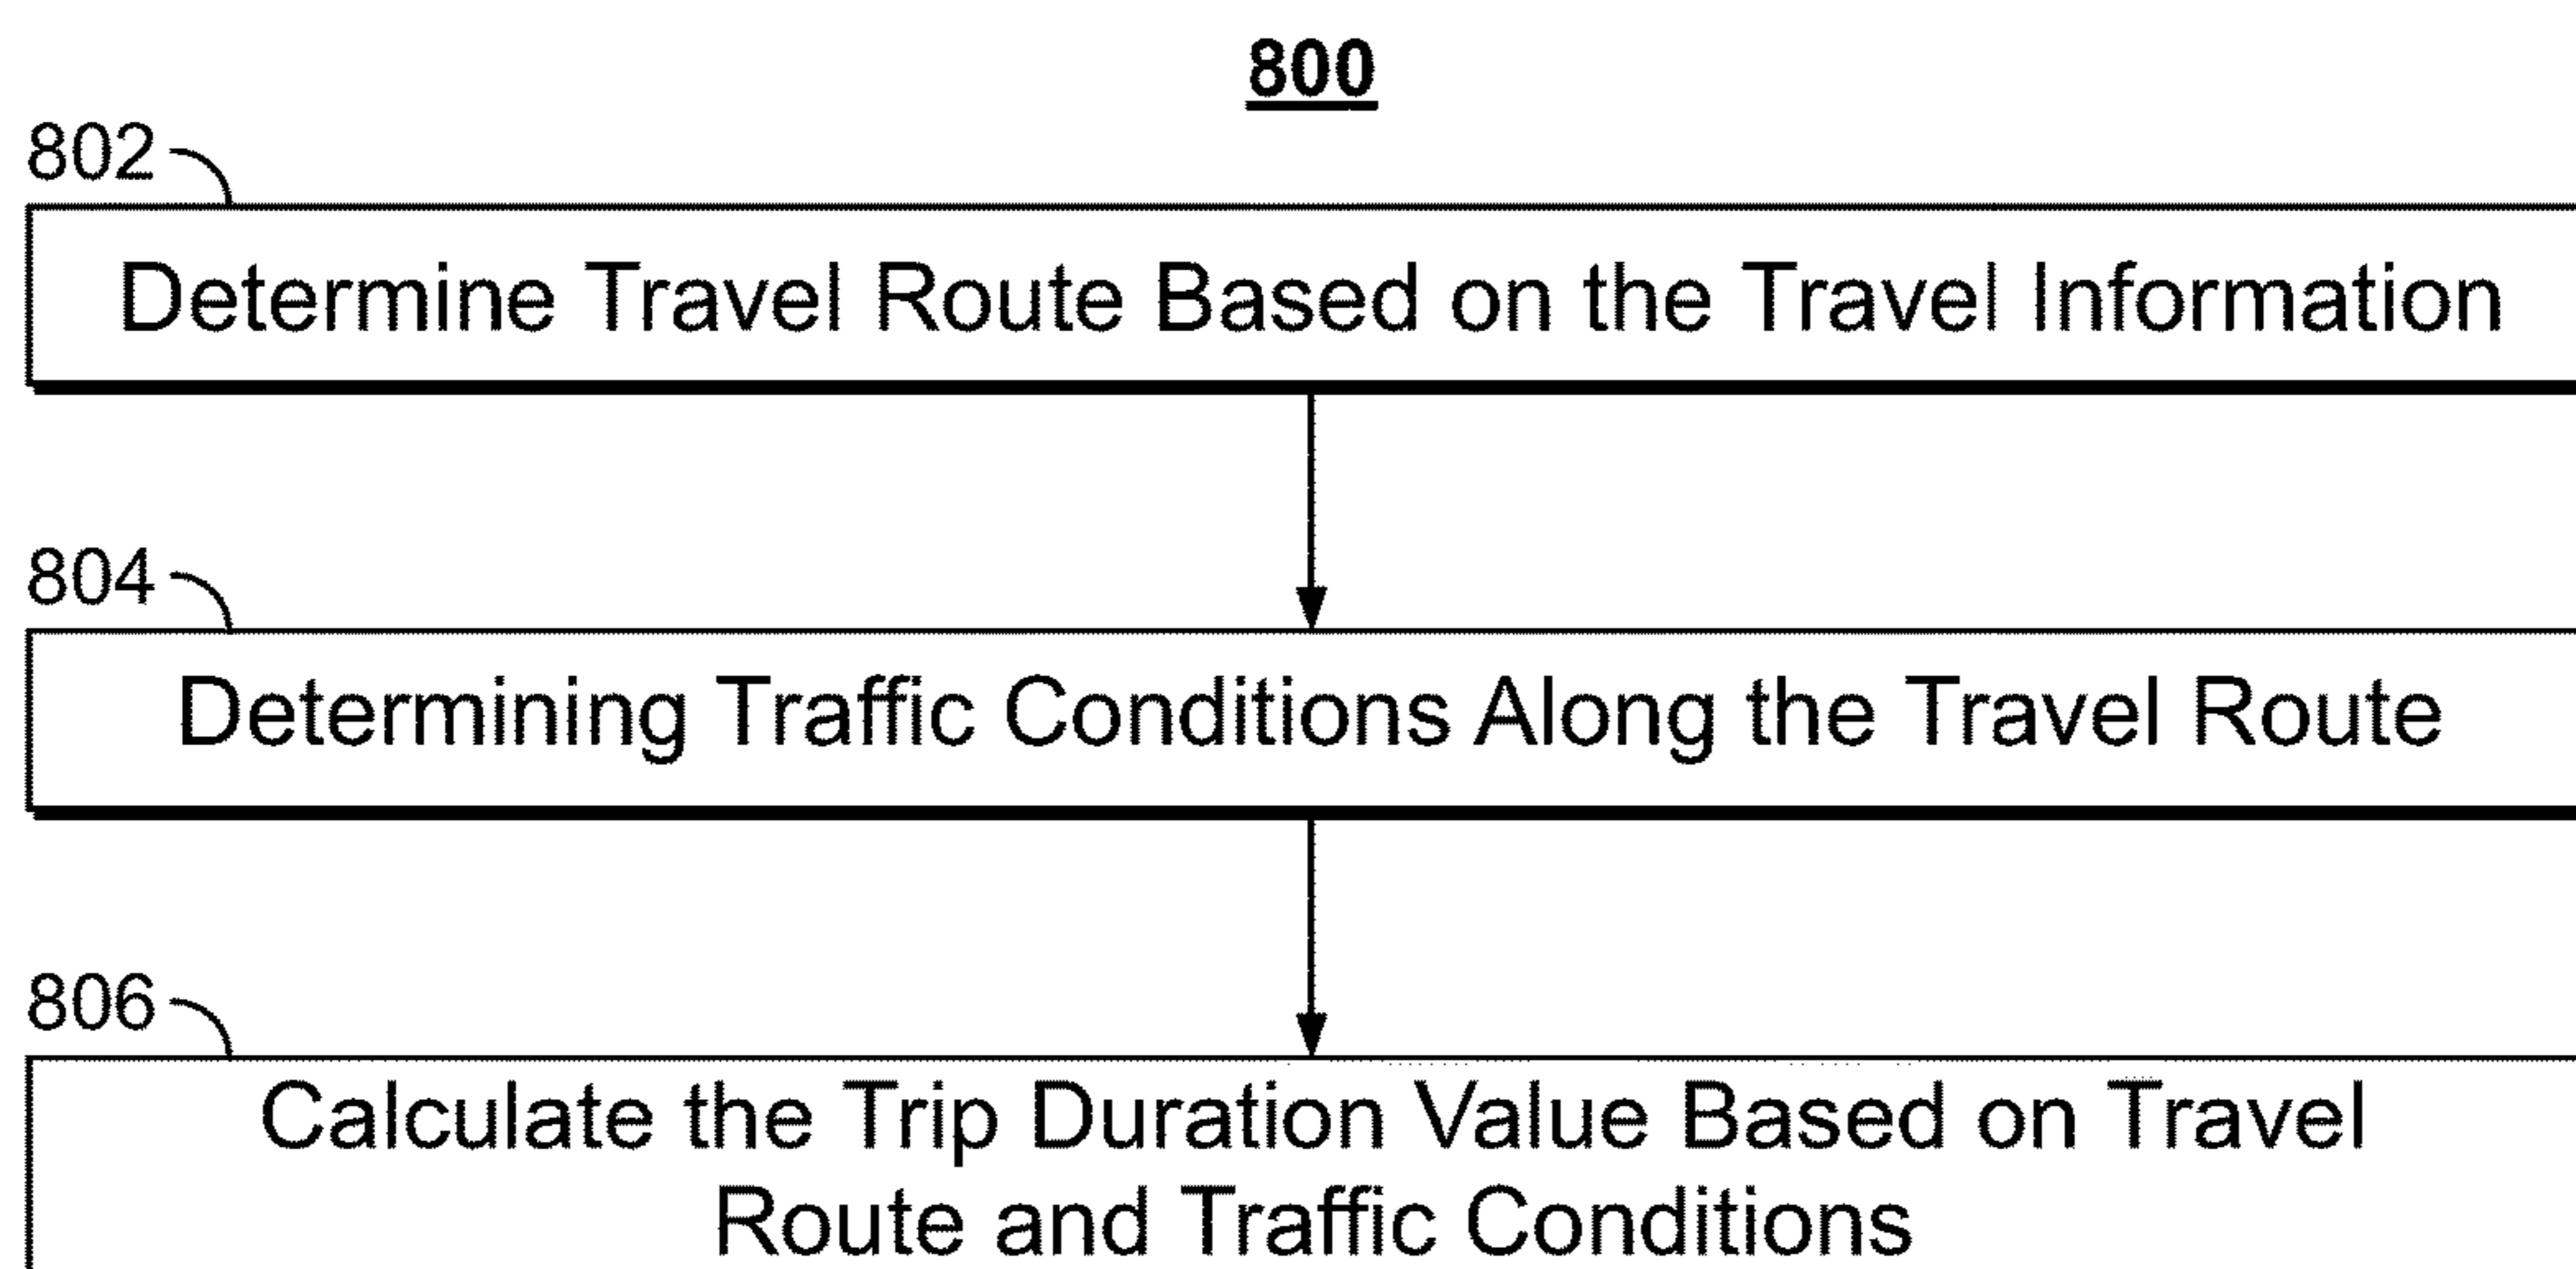 800
802
Determine Travel Route Based on the Travel Information
804
Determining Traffic Conditions Along the Travel Route
806
Calculate the Trip Duration Value Based on Travel
Route and Traffic Conditions